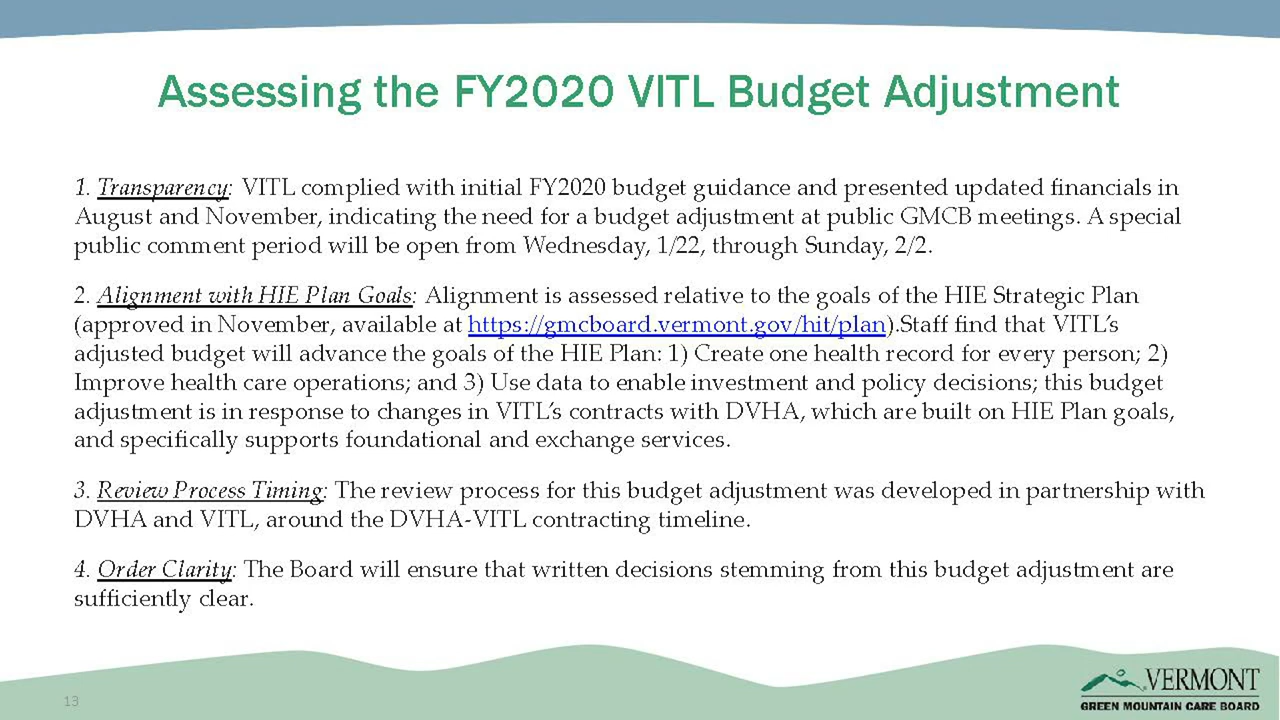 Assessing the FY2020 VITL Budget Adjustment
1. Transparency: VITL complied with initial FY2020 budget guidance and presented updated financials in
August and November, indicating the need for a budget adjustment at public GMCB meetings. A special
public comment period will be open from Wednesday, 1/22, through Sunday, 2/2.
2. Alignment with HIE Plan Goals: Alignment is assessed relative to the goals of the HIE Strategic Plan
(approved in November, available at https://gmcboard.vermont.gov/hit/plan).Staff find that VITL’s
adjusted budget will advance the goals of the HIE Plan: 1) Create one health record for every person; 2)
Improve health care operations; and 3) Use data to enable investment and policy decisions; this budget
adjustment is in response to changes in VITL’s contracts with DVHA, which are built on HIE Plan goals,
and specifically supports foundational and exchange services.
3. Review Process Timing: The review process for this budget adjustment was developed in partnership with
DVHA and VITL, around the DVHA-VITL contracting timeline.
4. Order Clarity: The Board will ensure that written decisions stemming from this budget adjustment are
sufficiently clear.
13
VERMONT
GREEN MOUNTAIN CARE BOARD